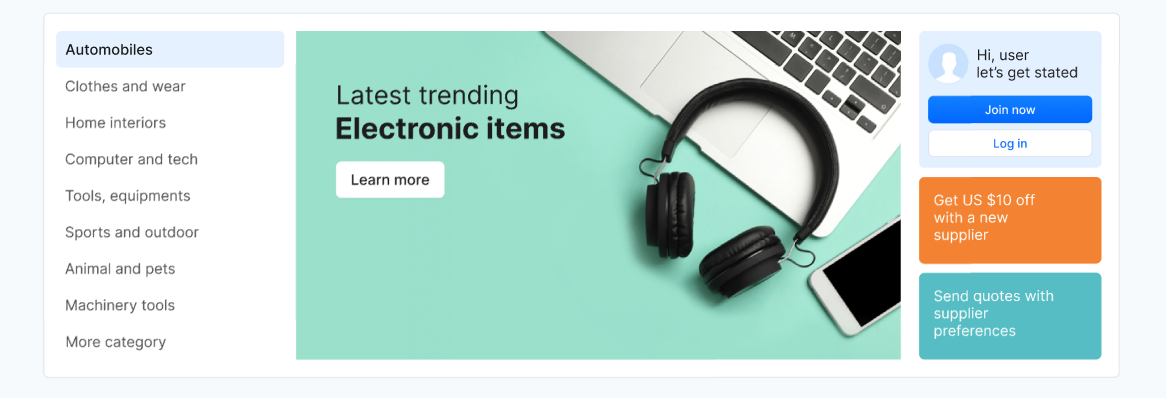 Automobiles
Clothes and wear
Home interiors
Computer and tech
Tools, equipments
Sports and outdoor
Animal and pets
Machinery tools
More category
Latest trending
Electronic items
Learn more
Hi, user
let's get stated
Join now
Log in
Get US $10 off
with a new
supplier
Send quotes with
supplier
preferences